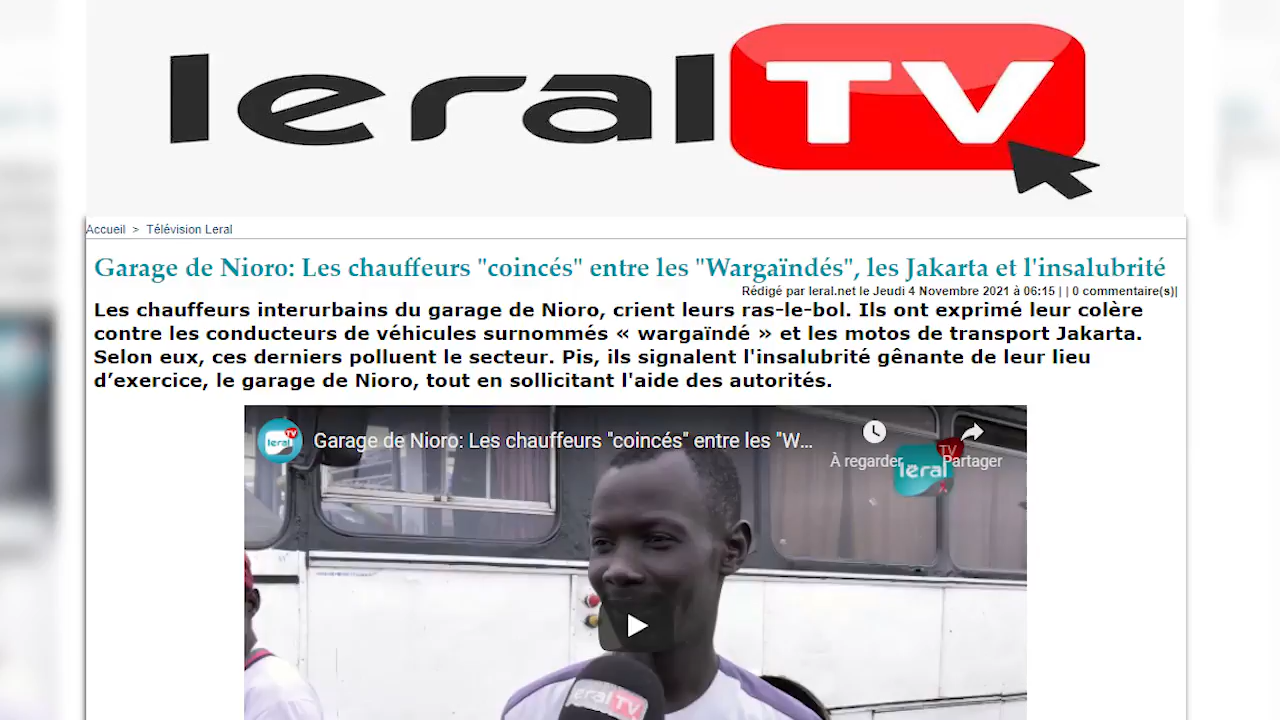 leral TV
Accueil > Télévision Leral
Garage de Nioro: Les chauffeurs "coincés" entre les "Wargaïndés", les Jakarta et l'insalubrité
Rédigé par leral.net le Jeudi 4 Novembre 2021 à 06:15 | | 0 commentaire(s)|
Les chauffeurs interurbains du garage de Nioro, crient leurs ras-le-bol. Ils ont exprimé leur colère
contre les conducteurs de véhicules surnommés « wargaïndé » et les motos de transport Jakarta.
Selon eux, ces derniers polluent le secteur. Pis, ils signalent l'insalubrité gênante de leur lieu
d’exercice, le garage de Nioro, tout en sollicitant l'aide des autorités.
leral TV
Garage de Nioro: Les chauffeurs "coincés" entre les "W...
À regarder
Partager
leral TV
leral TV